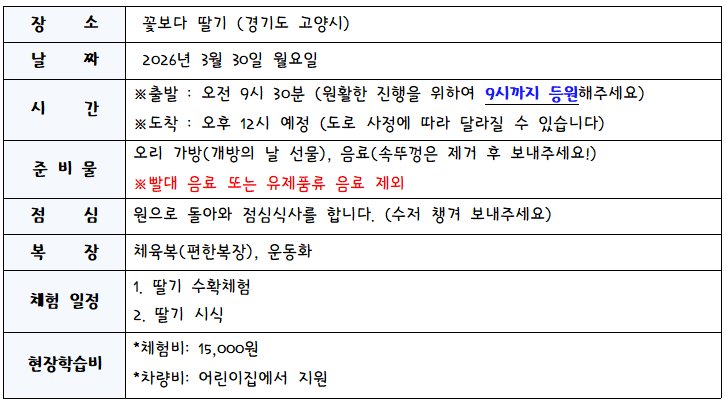 장 소 꽃보다 딸기 (경기도 고양시)
날 짜 2026년 3월 30일 월요일
시 간 ※출발 : 오전 9시 30분 (원활한 진행을 위하여 9시까지 등원해주세요)
※도착 : 오후 12시 예정 (도로 사정에 따라 달라질 수 있습니다)
준 비 물 오리 가방(개방의 날 선물), 음료(속뚜껑은 제거 후 보내주세요!)
※빨대 음료 또는 유제품류 음료 제외
점 심 원으로 돌아와 점심식사를 합니다. (수저 챙겨 보내주세요)
복 장 체육복(편한복장), 운동화
체험 일정 1. 딸기 수확체험
2. 딸기 시식
현장학습비 *체험비: 15,000원
*차량비: 어린이집에서 지원